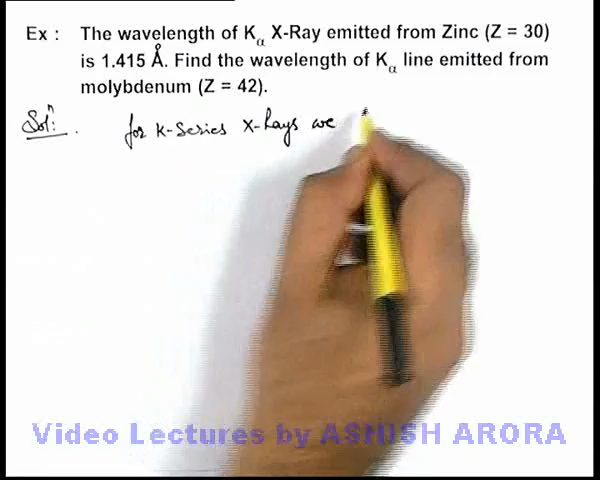 Ex : The wavelength of Kα X-Ray emitted from Zinc (Z = 30)
is 1.415 Å. Find the wavelength of Kα line emitted from
molybdenum (Z = 42).
Solⁿ: for K-Series X-Rays we
Video Lectures by ASHISH ARORA